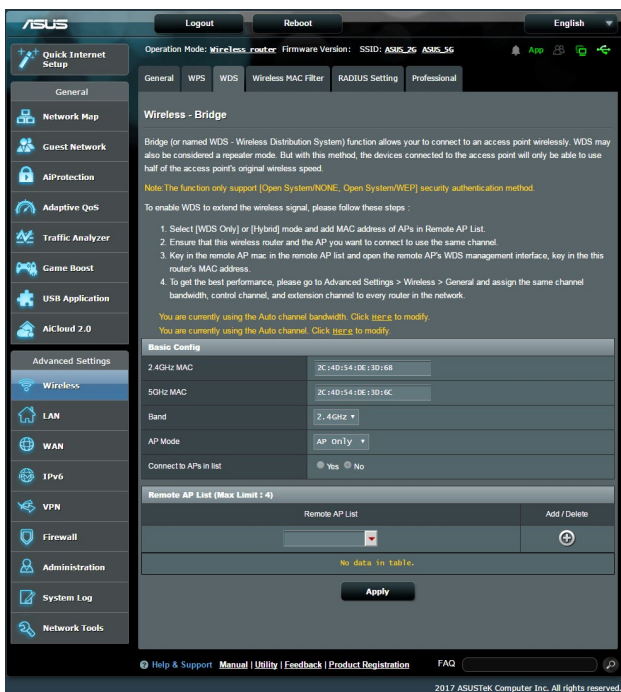 ASUS
Logout
Reboot
English
Quick Internet Setup
Operation Mode: Wireless router Firmware Version: SSID: ASUS_2G ASUS_5G
App
General
WPS
WDS
Wireless MAC Filter
RADIUS Setting
Professional
General
Network Map
Guest Network
AiProtection
Adaptive QoS
Traffic Analyzer
Game Boost
USB Application
AiCloud 2.0
Advanced Settings
Wireless
LAN
WAN
IPv6
VPN
Firewall
Administration
System Log
Network Tools
Wireless - Bridge
Bridge (or named WDS - Wireless Distribution System) function allows your to connect to an access point wirelessly. WDS may
also be considered a repeater mode. But with this method, the devices connected to the access point will only be able to use
half of the access point's original wireless speed.
Note:The function only support [Open System/NONE, Open System/WEP] security authentication method.
To enable WDS to extend the wireless signal, please follow these steps :
1. Select [WDS Only] or [Hybrid] mode and add MAC address of APs in Remote AP List.
2. Ensure that this wireless router and the AP you want to connect to use the same channel.
3. Key in the remote AP mac in the remote AP list and open the remote AP's WDS management interface, key in the this
router's MAC address.
4. To get the best performance, please go to Advanced Settings > Wireless > General and assign the same channel
bandwidth, control channel, and extension channel to every router in the network.
You are currently using the Auto channel bandwidth. Click Here to modify.
You are currently using the Auto channel. Click Here to modify.
Basic Config
2.4GHz MAC 2C:4D:54:DE:3D:68
5GHz MAC 2C:4D:54:DE:3D:6C
Band 2.4GHz
AP Mode AP Only
Connect to APs in list Yes No
Remote AP List (Max Limit : 4)
Remote AP List Add / Delete
No data in table.
Apply
Help & Support Manual | Utility | Feedback | Product Registration FAQ
2017 ASUSTeK Computer Inc. All rights reserved.